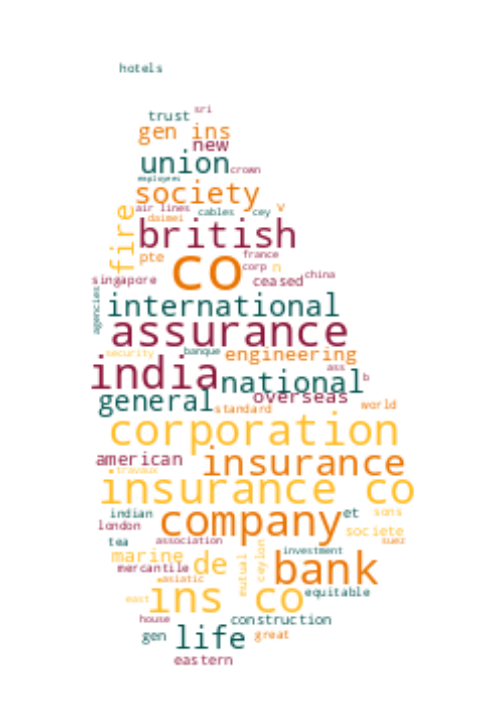 hotels
sri
trust
gen ins
new
union
crown
employees
society
air lines
cables
cey
v
daimei
fire
british
pte
france
co
corp
n
singapore
ceased
china
agencies
international
assurance
security
banque
engineering
india
ass
national
b
general
overseas
standard
world
corporation
american
insurance
travaux
insurance co
indian
company
et
sons
london
societe
tea
association
suez
marine
investment
mercantile
de
mutual
ceylon
bank
asiatic
equitable
east
ins co
house
construction
gen
life
great
eastern